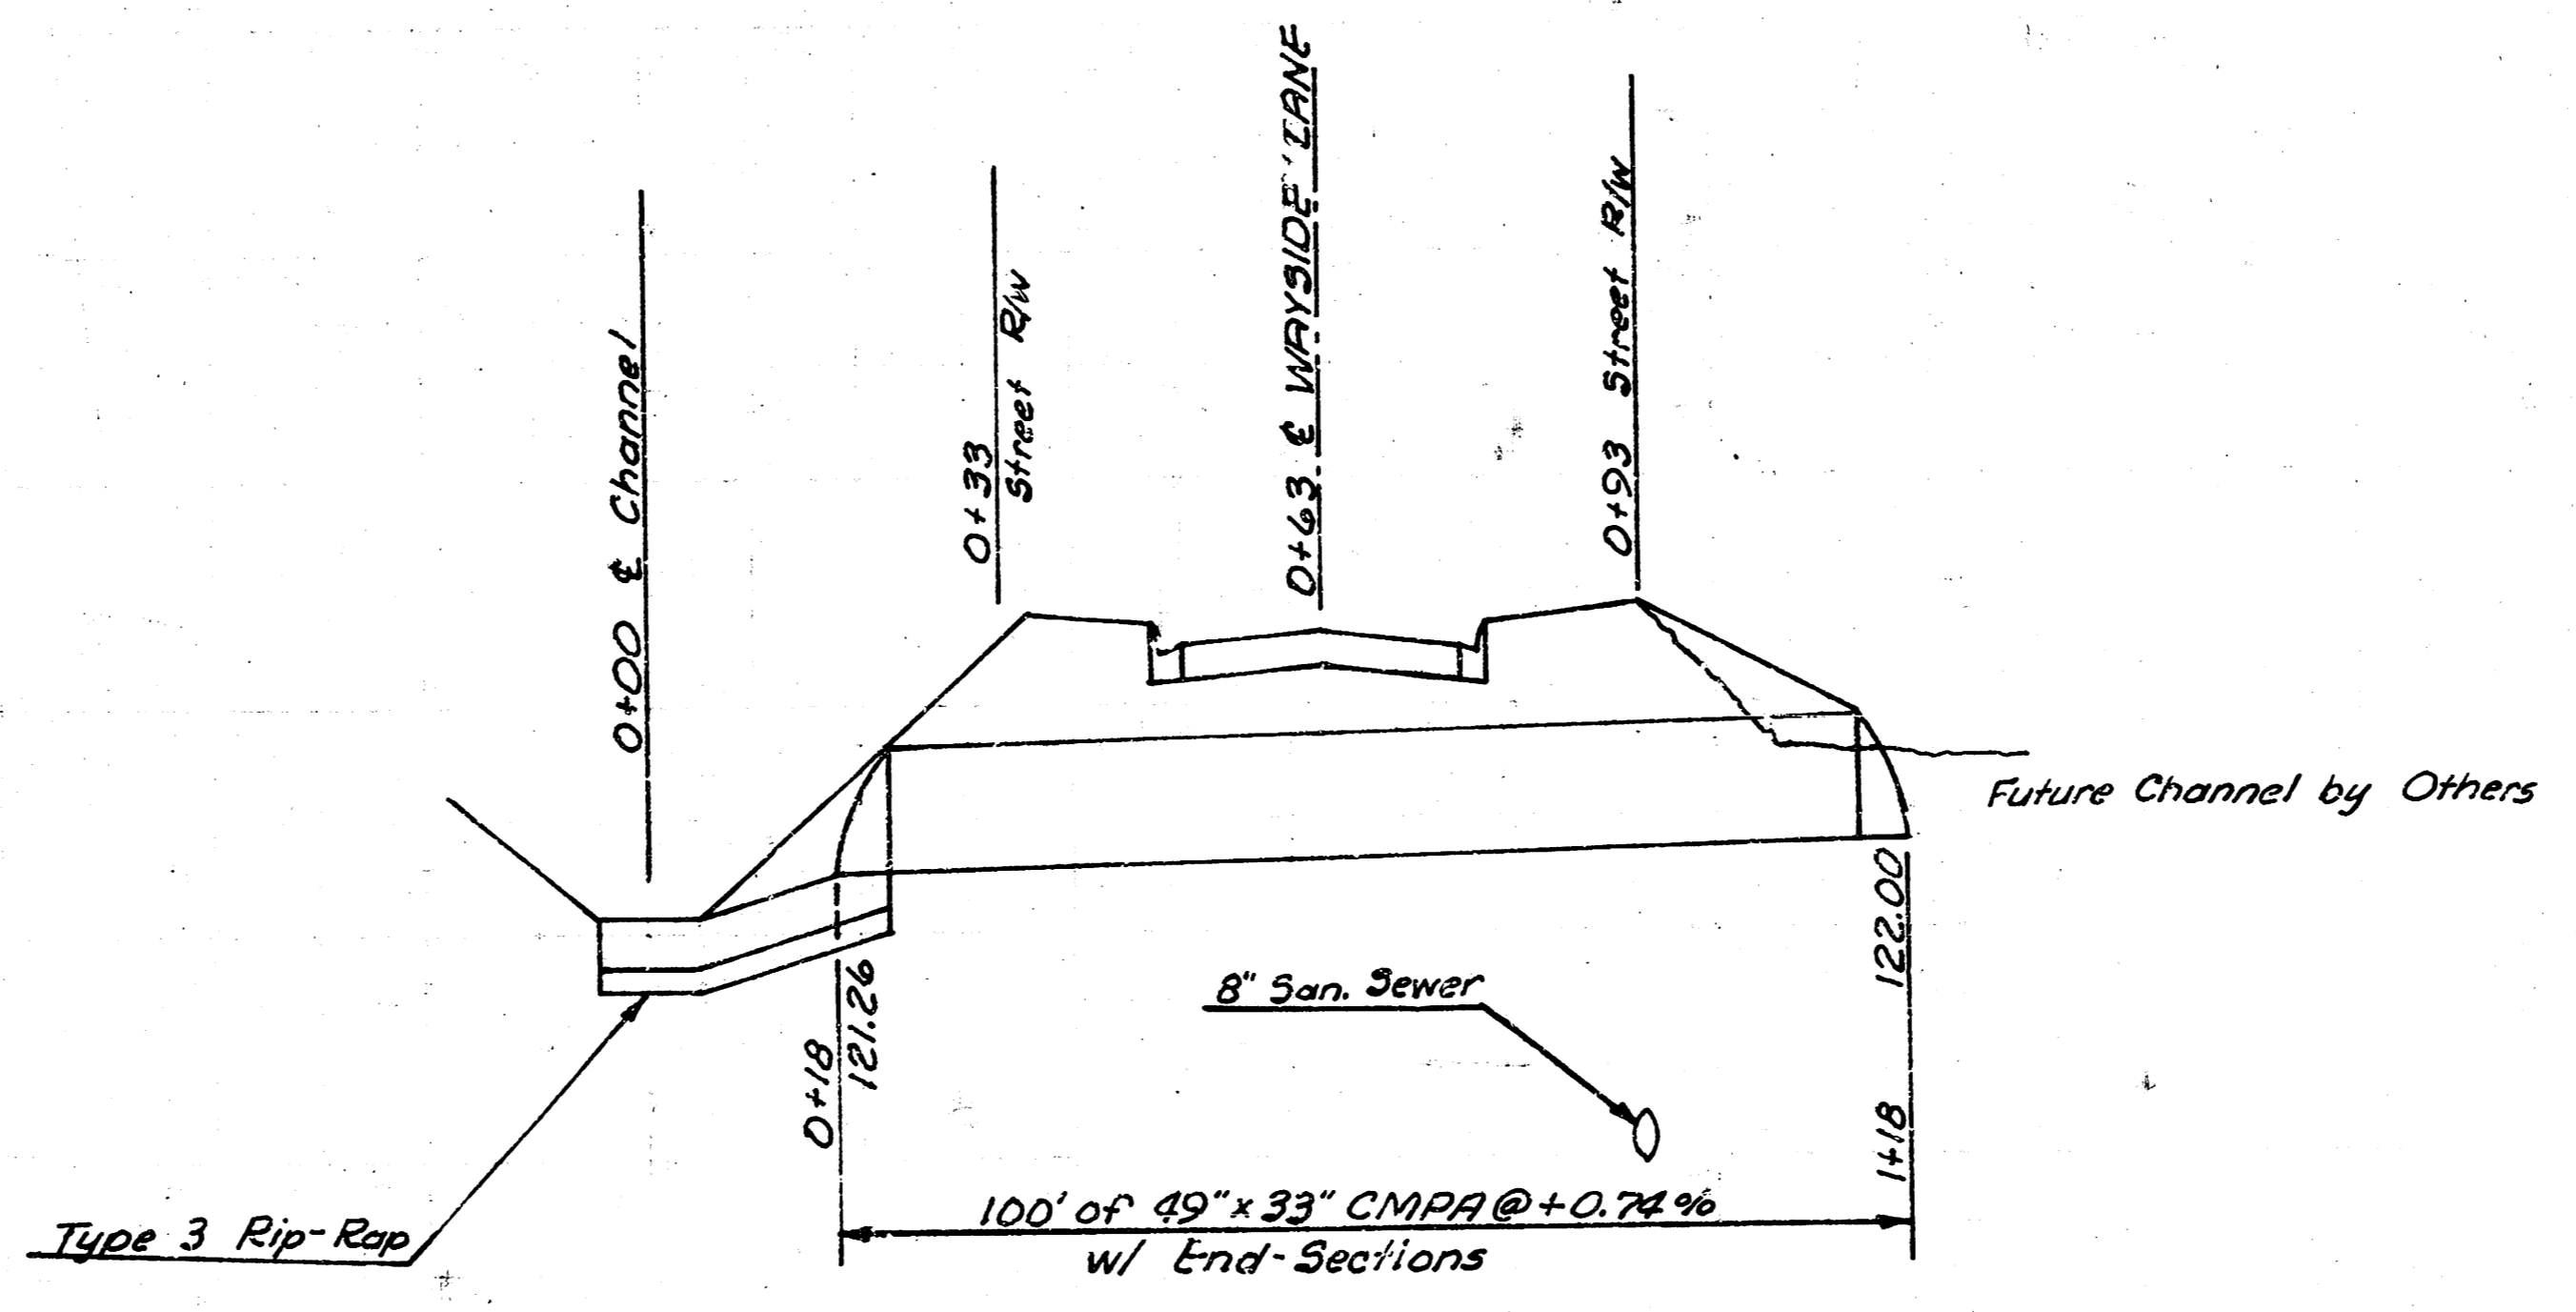 0+00 ℄ Channel
0+33
Street R/W
0+63 ℄ WAYSIDE LANE
0+93 Street R/W
Future Channel by Others
122.00
1+18
0+18
121.26
8" San. Sewer
Type 3 Rip-Rap
100' of 49" x 33" CMPA @ +0.74%
w/ End-Sections